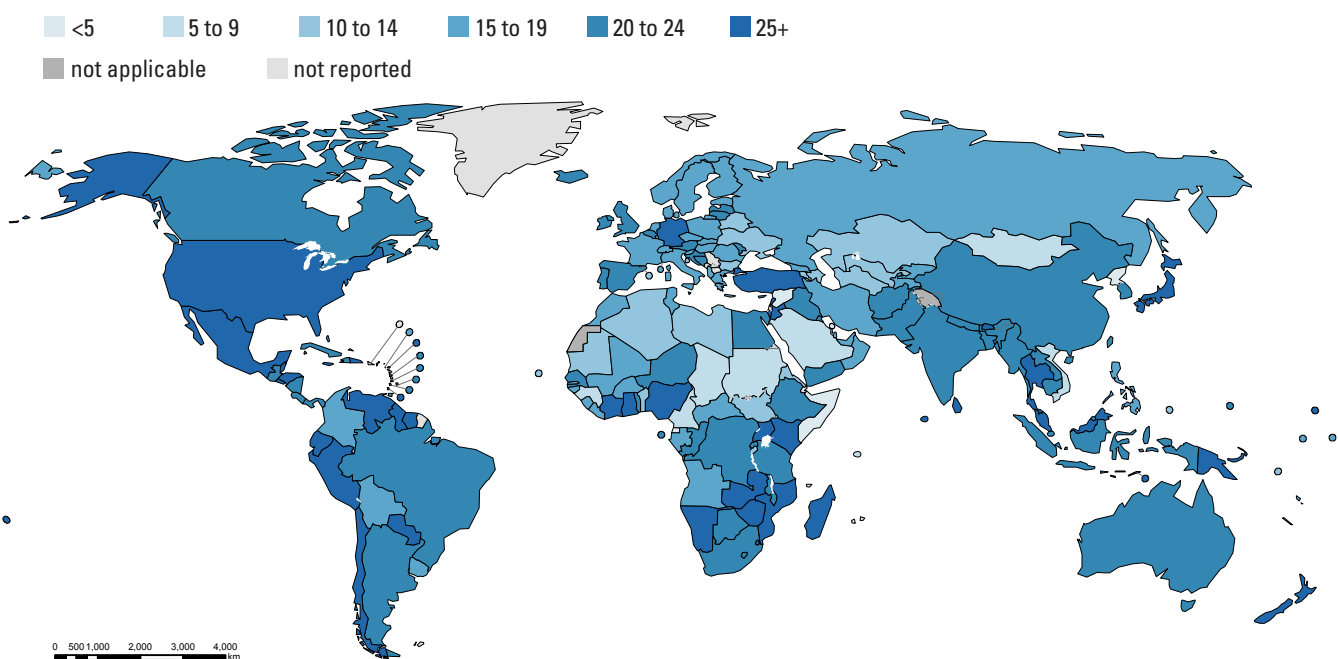 <5 5 to 9 10 to 14 15 to 19 20 to 24 25+
not applicable not reported
0 500 1,000 2,000 3,000 4,000
km